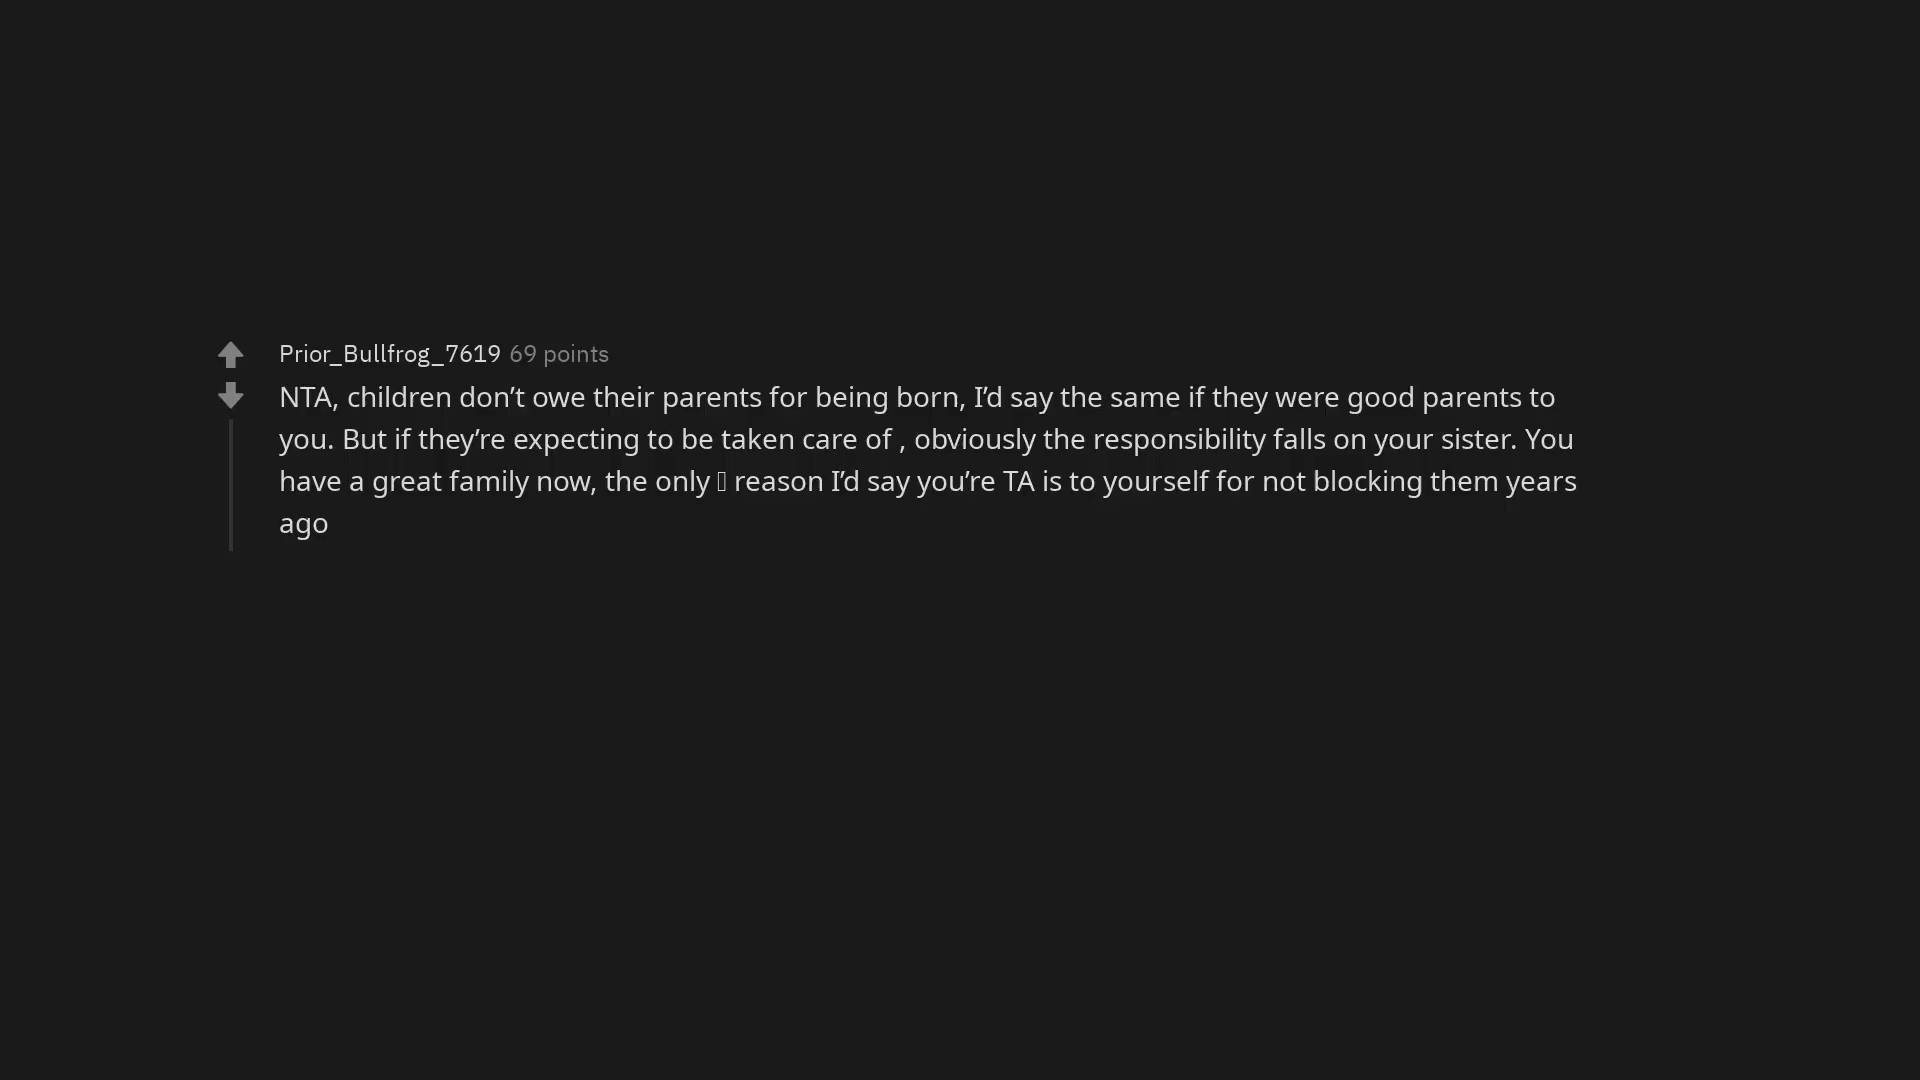 Prior_Bullfrog_7619 69 points
NTA, children don’t owe their parents for being born, I’d say the same if they were good parents to
you. But if they’re expecting to be taken care of , obviously the responsibility falls on your sister. You
have a great family now, the only ▯ reason I’d say you’re TA is to yourself for not blocking them years
ago